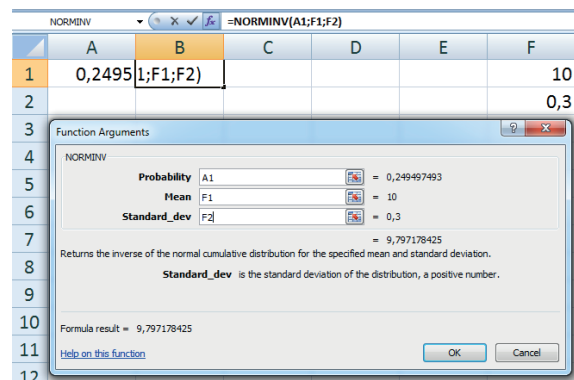 NORMINV =NORMINV(A1;F1;F2)
A B C D E F
1 0,2495 1;F1;F2) 10
2 0,3
3 Function Arguments
4 NORMINV
5 Probability A1 = 0,249497493
Mean F1 = 10
6 Standard_dev F2 = 0,3
7 = 9,797178425
Returns the inverse of the normal cumulative distribution for the specified mean and standard deviation.
8 Standard_dev is the standard deviation of the distribution, a positive number.
9
10 Formula result = 9,797178425
11 Help on this function OK Cancel
12